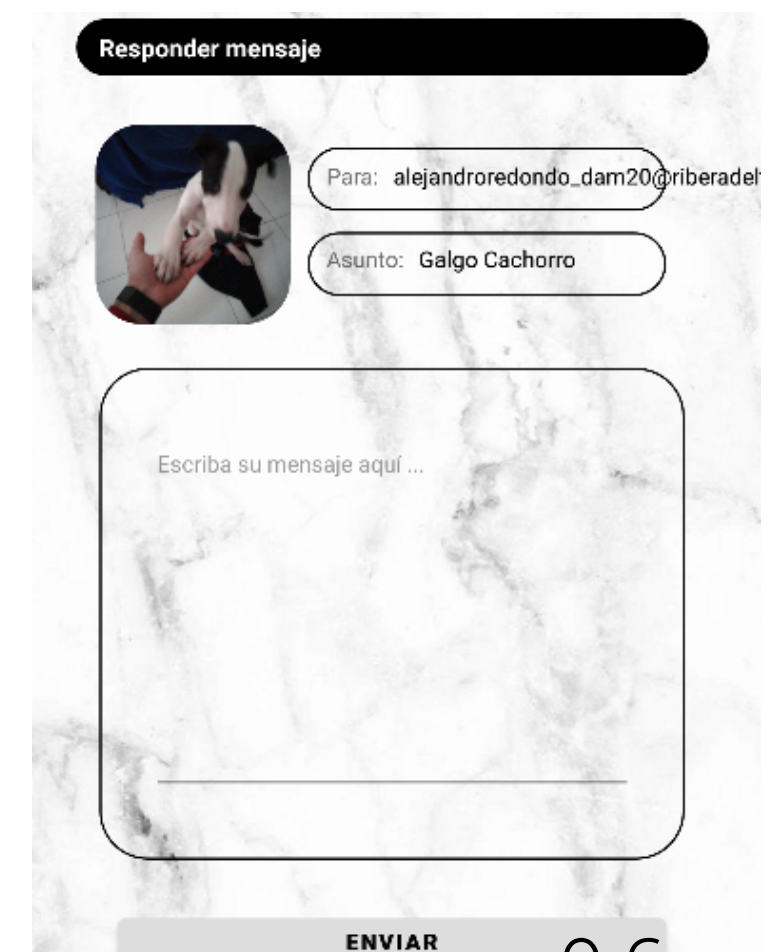 Responder mensaje
Para: alejandroredondo_dam20@riberadel
Asunto: Galgo Cachorro
Escriba su mensaje aquí ...
ENVIAR